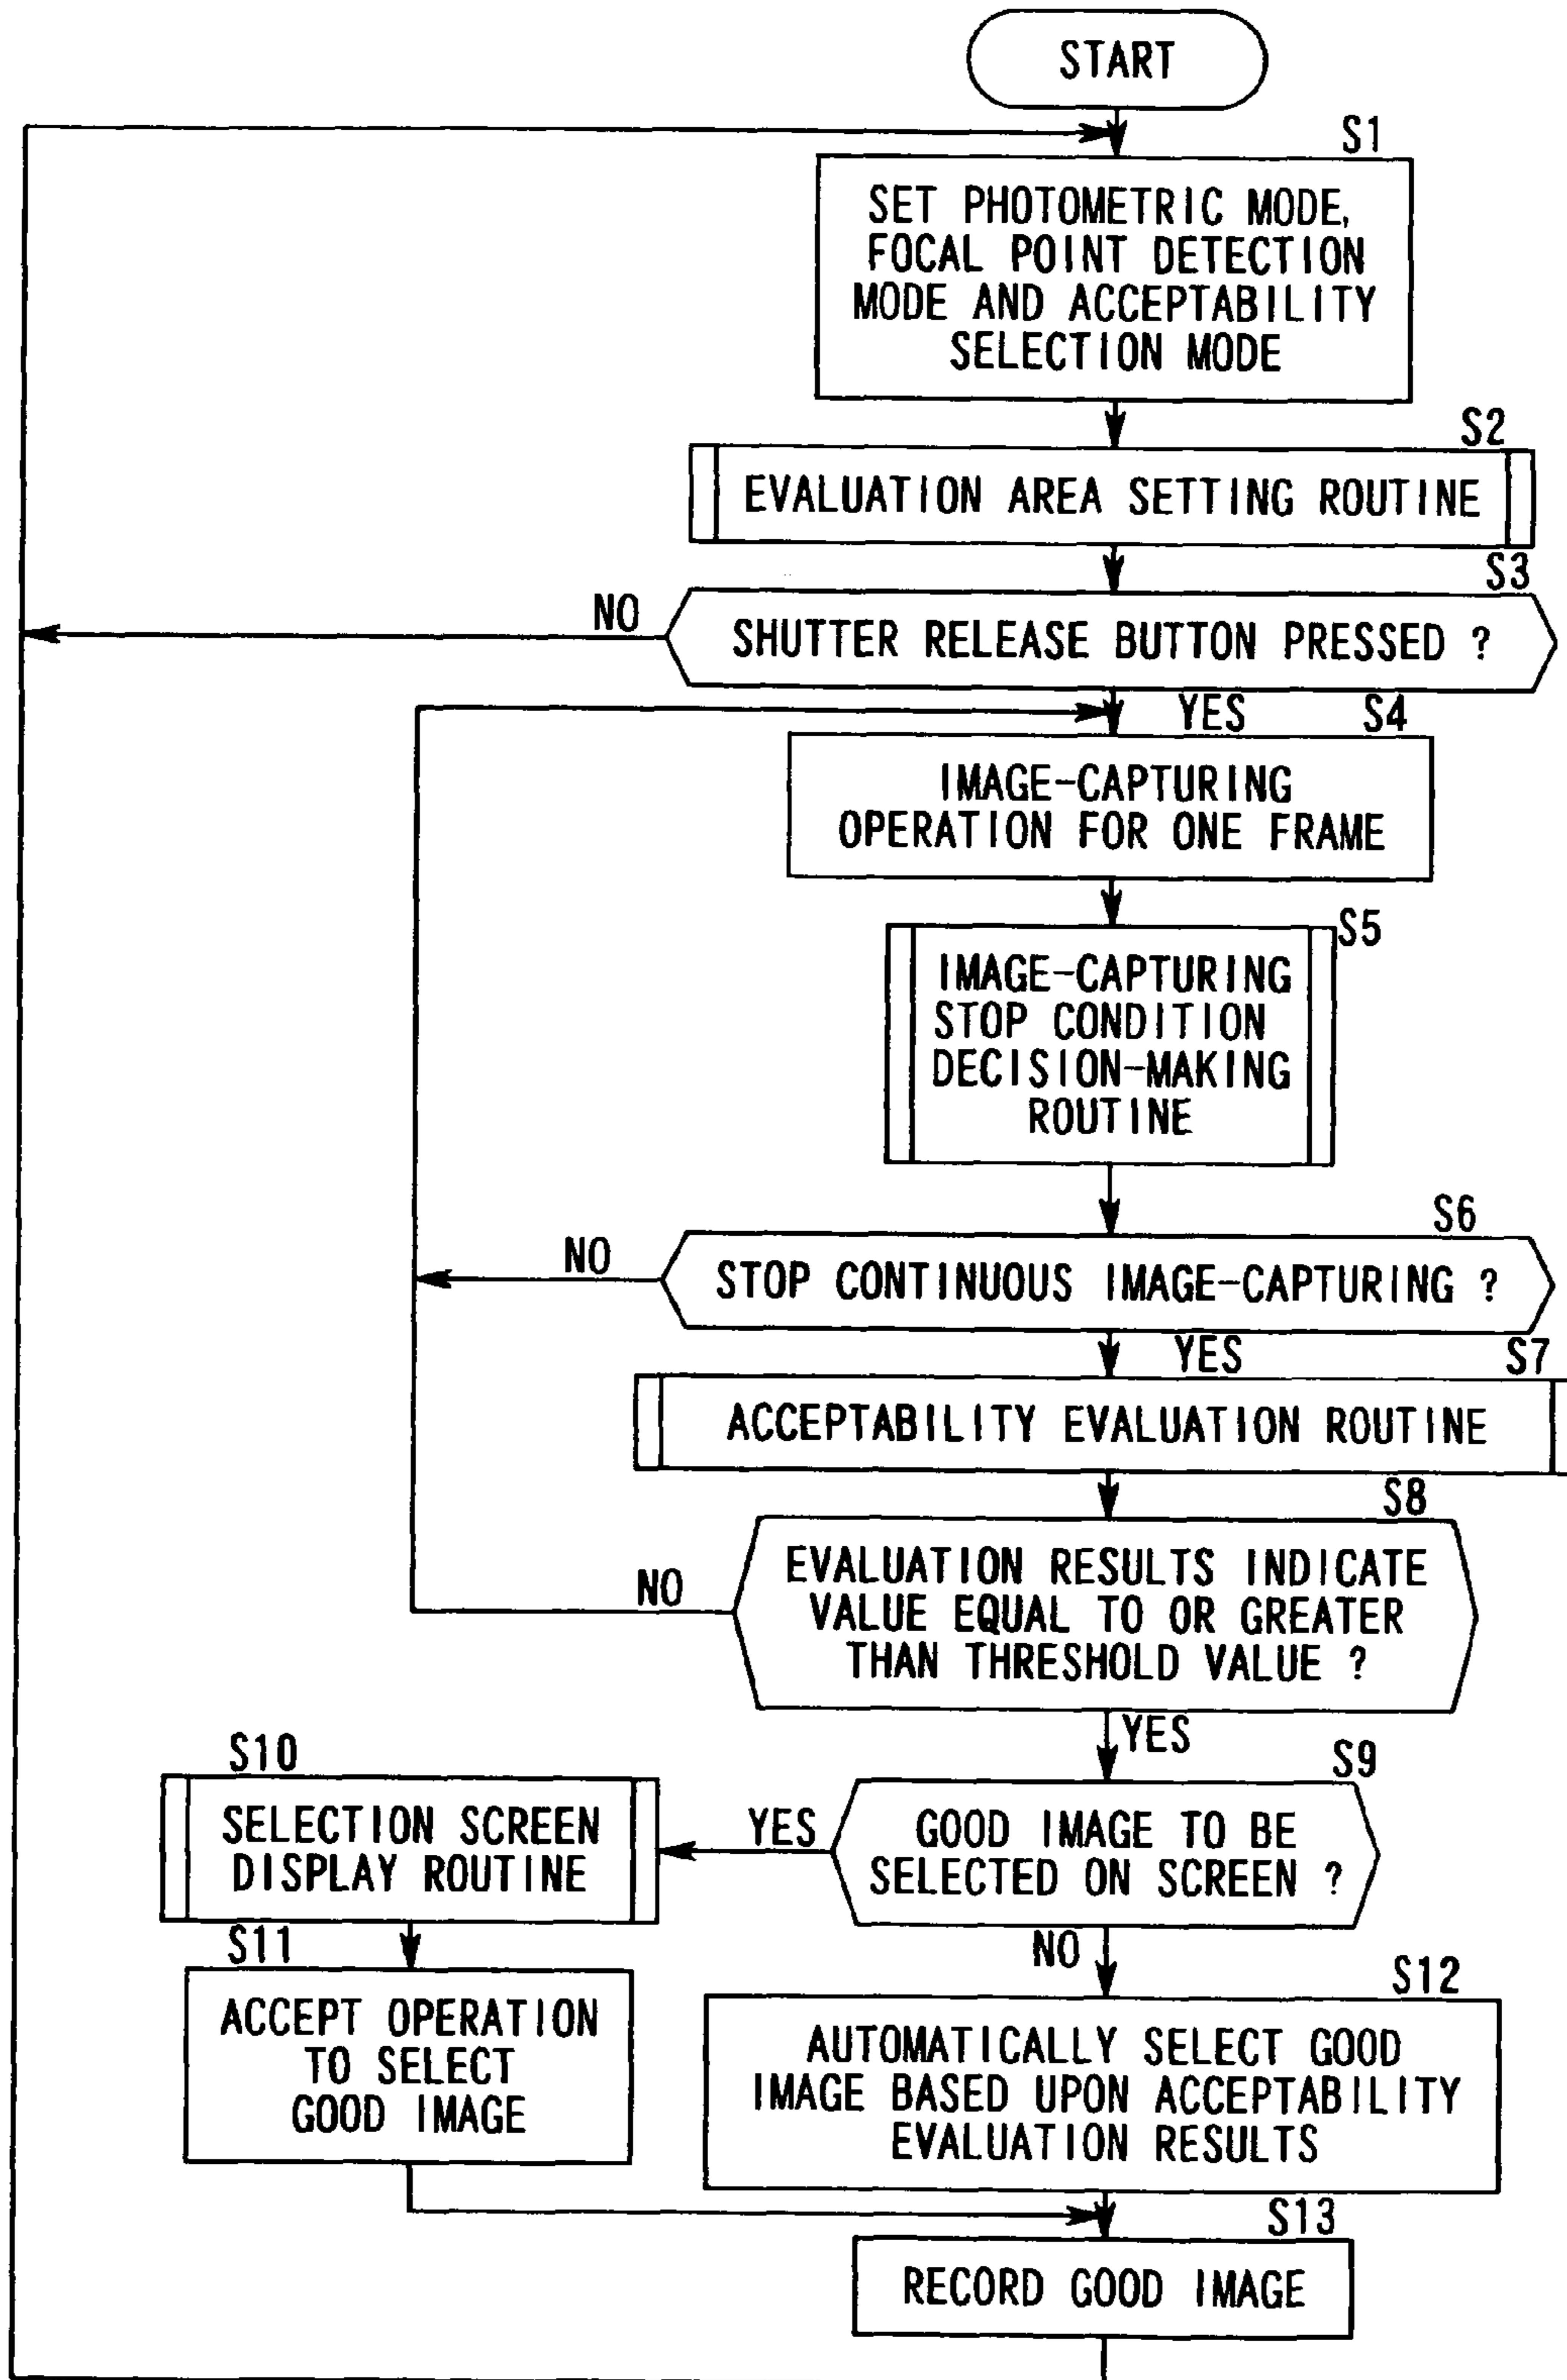 START
S1
SET PHOTOMETRIC MODE,
FOCAL POINT DETECTION
MODE AND ACCEPTABILITY
SELECTION MODE
S2
EVALUATION AREA SETTING ROUTINE
S3
NO
SHUTTER RELEASE BUTTON PRESSED ?
YES
S4
IMAGE-CAPTURING
OPERATION FOR ONE FRAME
S5
IMAGE-CAPTURING
STOP CONDITION
DECISION-MAKING
ROUTINE
S6
NO
STOP CONTINUOUS IMAGE-CAPTURING ?
YES
S7
ACCEPTABILITY EVALUATION ROUTINE
S8
NO
EVALUATION RESULTS INDICATE
VALUE EQUAL TO OR GREATER
THAN THRESHOLD VALUE ?
YES
S9
GOOD IMAGE TO BE
SELECTED ON SCREEN ?
YES
S10
SELECTION SCREEN
DISPLAY ROUTINE
S11
ACCEPT OPERATION
TO SELECT
GOOD IMAGE
NO
S12
AUTOMATICALLY SELECT GOOD
IMAGE BASED UPON ACCEPTABILITY
EVALUATION RESULTS
S13
RECORD GOOD IMAGE